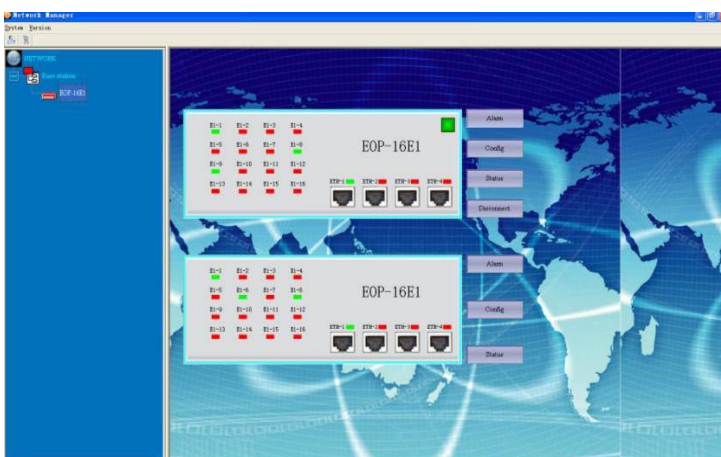 Network Manager
System Version
NETWORK
Base station
EOP-16E1
E1-1 E1-2 E1-3 E1-4
E1-5 E1-6 E1-7 E1-8
E1-9 E1-10 E1-11 E1-12
E1-13 E1-14 E1-15 E1-16
EOP-16E1
ETH-1 ETH-2 ETH-3 ETH-4
Alarm
Config
Status
Disconnect
E1-1 E1-2 E1-3 E1-4
E1-5 E1-6 E1-7 E1-8
E1-9 E1-10 E1-11 E1-12
E1-13 E1-14 E1-15 E1-16
EOP-16E1
ETH-1 ETH-2 ETH-3 ETH-4
Alarm
Config
Status